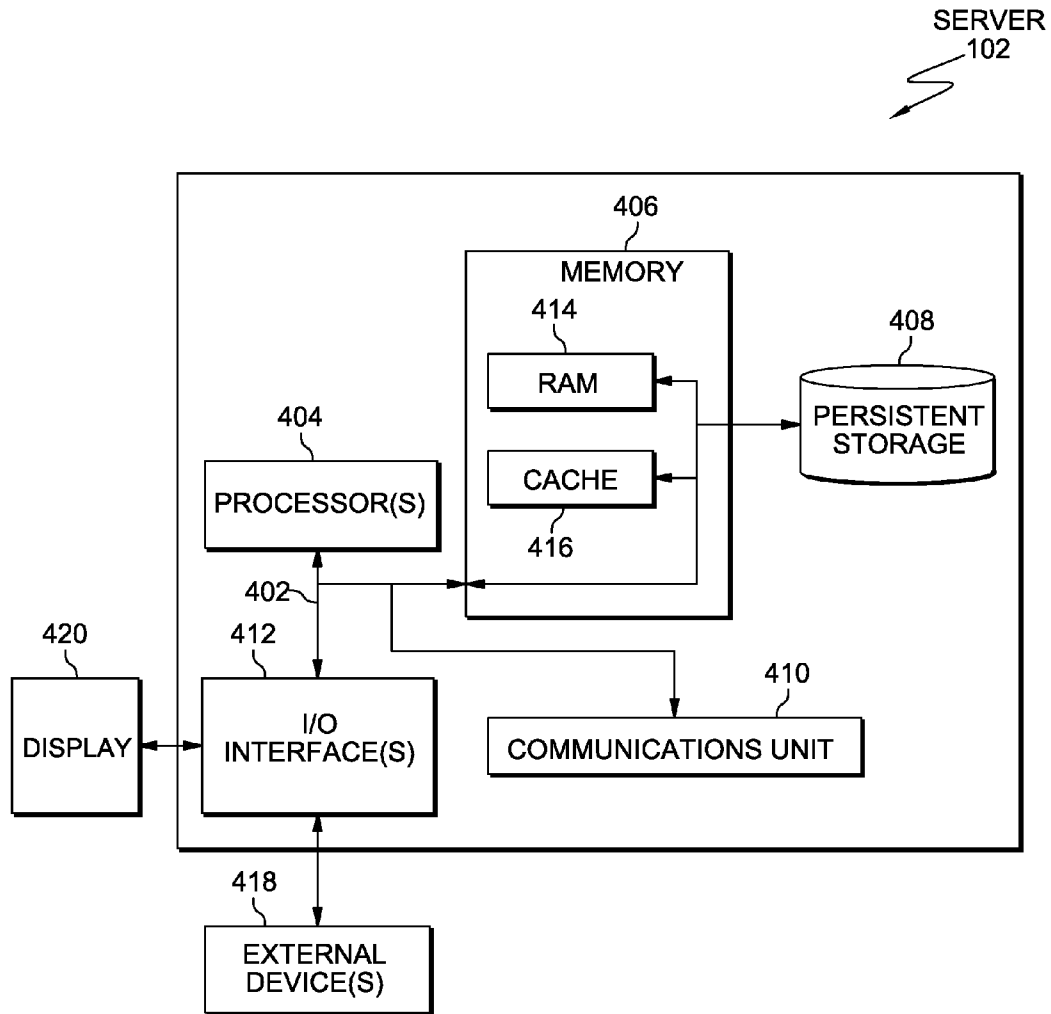 SERVER
102
406
MEMORY
414
RAM
408
PERSISTENT
STORAGE
404
PROCESSOR(S)
CACHE
416
402
420
412
410
DISPLAY
I/O
INTERFACE(S)
COMMUNICATIONS UNIT
418
EXTERNAL
DEVICE(S)